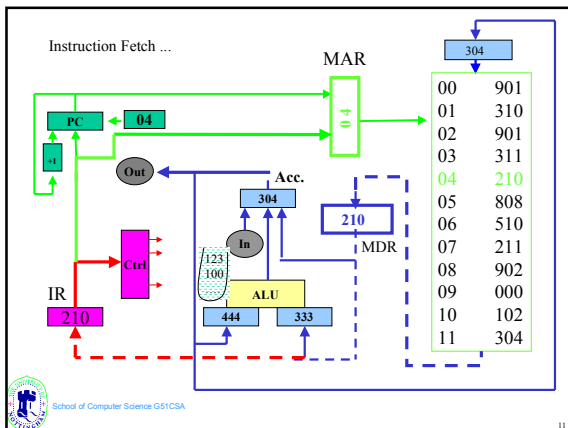 Instruction Fetch ...
MAR
304
PC
04
04
+1
Out
Acc.
304
In
210
MDR
Ctrl
123
100
ALU
IR
210
444
333
00 901
01 310
02 901
03 311
04 210
05 808
06 510
07 211
08 902
09 000
10 102
11 304
NOTTINGHAM
School of Computer Science G51CSA
11